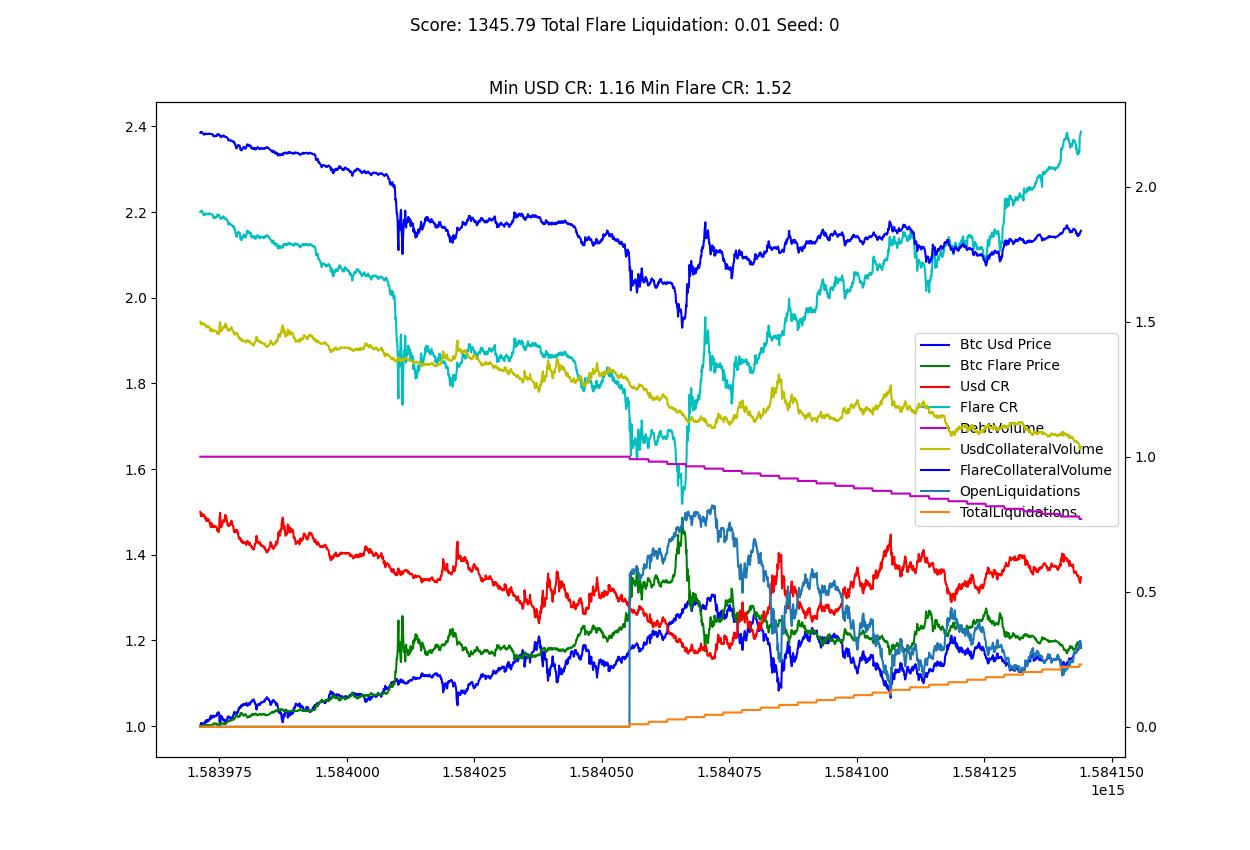 Score: 1345.79 Total Flare Liquidation: 0.01 Seed: 0
Min USD CR: 1.16 Min Flare CR: 1.52
2.4
2.2
2.0
1.8
1.6
1.4
1.2
1.0
2.0
1.5
1.0
0.5
0.0
Btc Usd Price
Btc Flare Price
Usd CR
Flare CR
DebtVolume
UsdCollateralVolume
FlareCollateralVolume
OpenLiquidations
TotalLiquidations
1.583975 1.584000 1.584025 1.584050 1.584075 1.584100 1.584125 1.584150
1e15